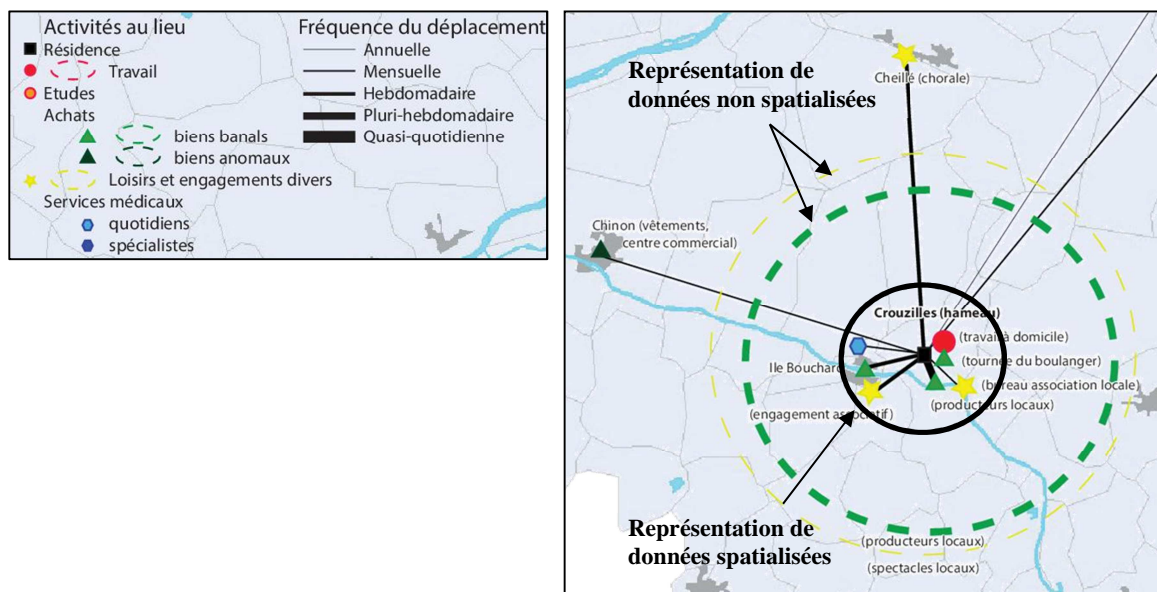 Activités au lieu
Résidence
Travail
Etudes
Achats
biens banals
biens anomaux
Loisirs et engagements divers
Services médicaux
quotidiens
spécialistes
Fréquence du déplacement
Annuelle
Mensuelle
Hebdomadaire
Pluri-hebdomadaire
Quasi-quotidienne
Représentation de
données non spatialisées
Cheillé (chorale)
Chinon (vêtements,
centre commercial)
Crouzilles (hameau)
(travail à domicile)
(tournée du boulanger)
Ile Bouchard
(bureau association locale)
(engagement associatif)
(producteurs locaux)
Représentation de
données spatialisées
(producteurs locaux)
(spectacles locaux)